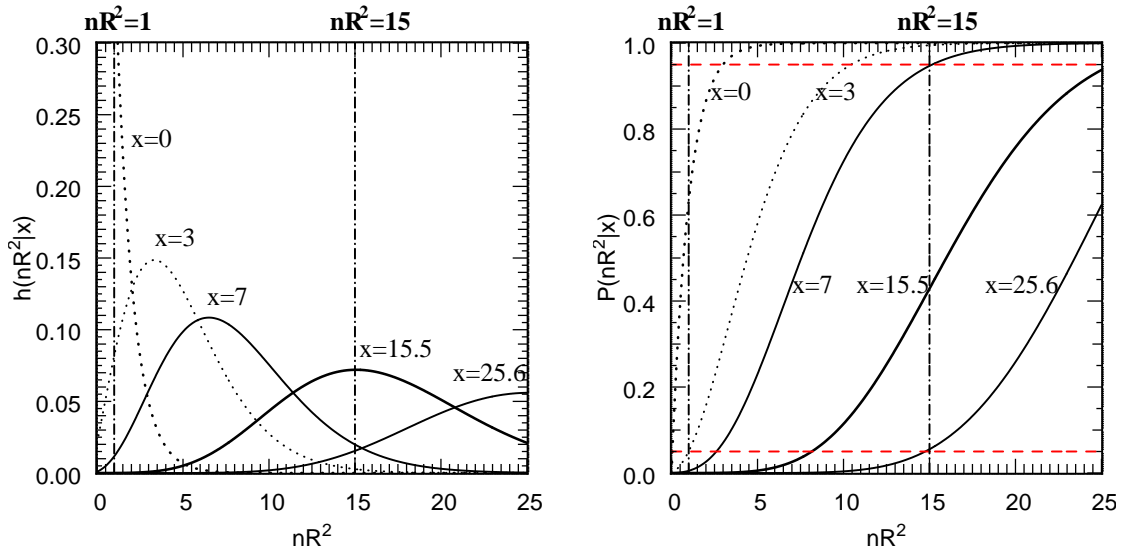 nR²=1 nR²=15
0.30
0.25
0.20
0.15
0.10
0.05
0.00
h(nR²|x)
x=0
x=3
x=7
x=15.5
x=25.6
0 5 10 15 20 25
nR²
nR²=1 nR²=15
1.0
0.8
0.6
0.4
0.2
0.0
P(nR²|x)
x=0
x=3
x=7 x=15.5 x=25.6
0 5 10 15 20 25
nR²